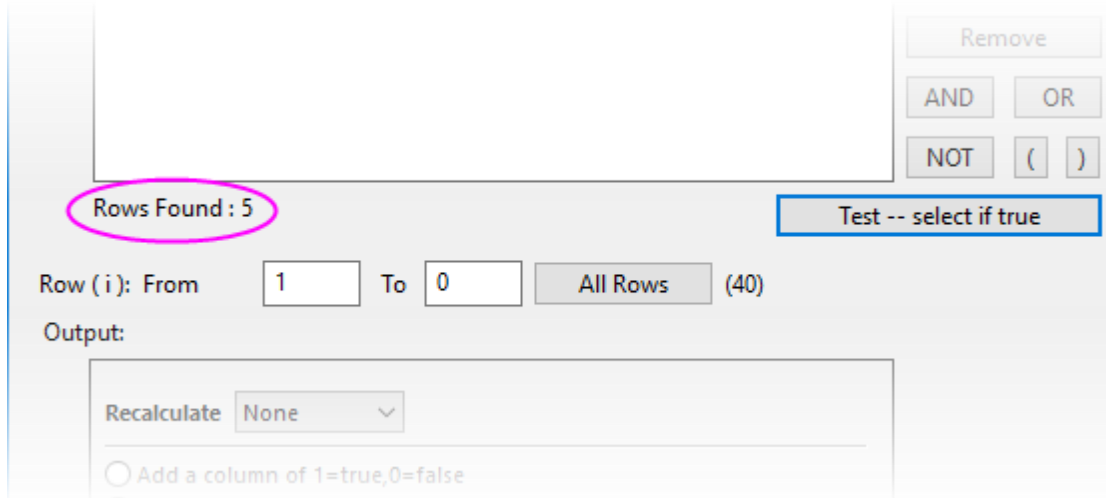 Remove
AND OR
NOT ( )
Rows Found : 5
Test -- select if true
Row ( i ): From 1 To 0 All Rows (40)
Output:
Recalculate None
Add a column of 1=true,0=false